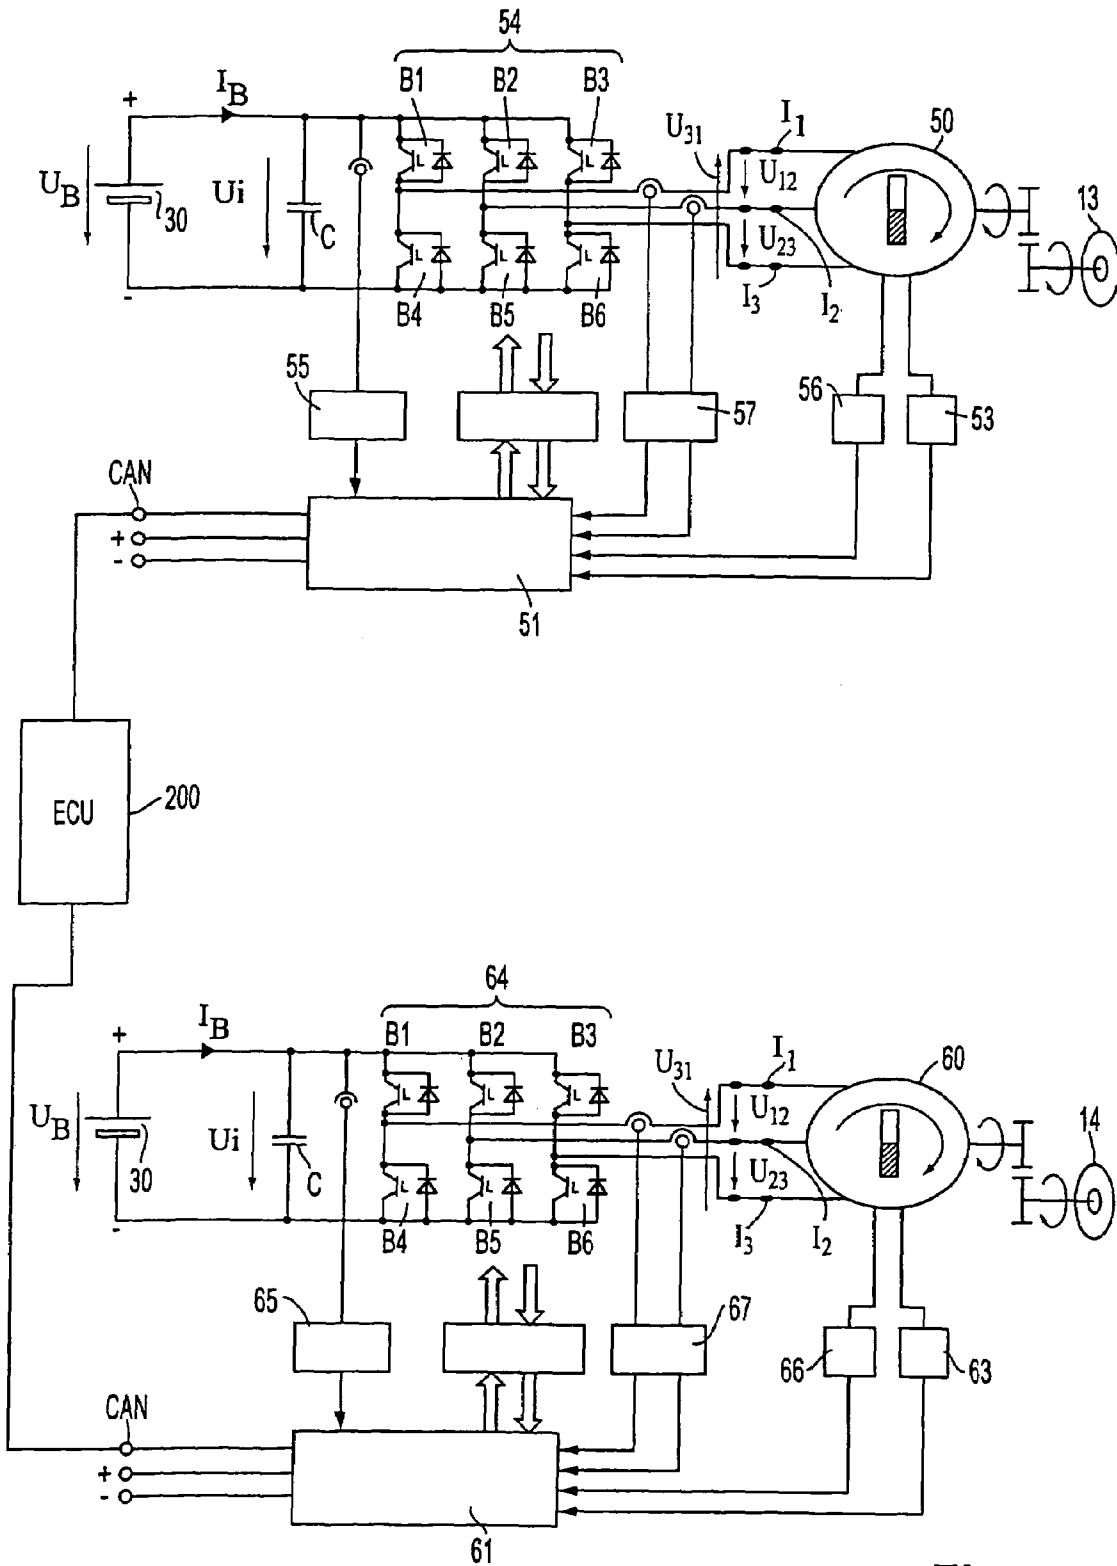 54
B1 B2 B3
+ I_B
U_31 I_1 50
U_B 30 Ui C
L L L
U_12
13
U_23
L L L
-
B4 B5 B6
I_3 I_2
55 57 56 53
CAN
+
-
51
ECU 200
64
B1 B2 B3
+ I_B
U_31 I_1 60
U_B 30 Ui C
L L L
U_12
14
U_23
L L L
-
B4 B5 B6
I_3 I_2
65 67 66 63
CAN
+
-
61